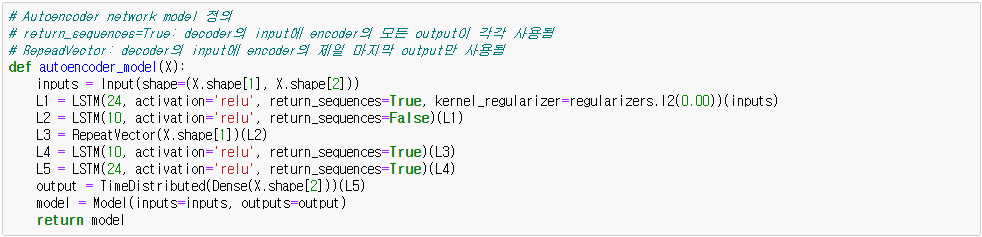 # Autoencoder network model 정의
# return_sequences=True: decoder의 input에 encoder의 모든 output이 각각 사용됨
# RepeadVector: decoder의 input에 encoder의 제일 마지막 output만 사용됨
def autoencoder_model(X):
    inputs = Input(shape=(X.shape[1], X.shape[2]))
    L1 = LSTM(24, activation='relu', return_sequences=True, kernel_regularizer=regularizers.l2(0.00))(inputs)
    L2 = LSTM(10, activation='relu', return_sequences=False)(L1)
    L3 = RepeatVector(X.shape[1])(L2)
    L4 = LSTM(10, activation='relu', return_sequences=True)(L3)
    L5 = LSTM(24, activation='relu', return_sequences=True)(L4)
    output = TimeDistributed(Dense(X.shape[2]))(L5)
    model = Model(inputs=inputs, outputs=output)
    return model